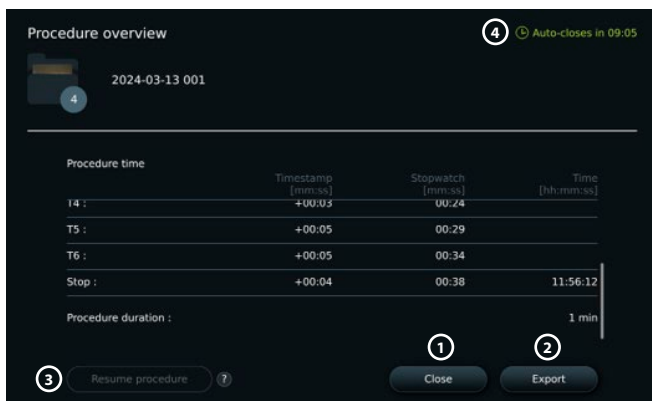 Procedure overview
4 Auto-closes in 09:05
2024-03-13 001
4
Procedure time
Timestamp Stopwatch Time
[mm:ss] [mm:ss] [hh:mm:ss]
T4 : +00:03 00:24
T5 : +00:05 00:29
T6 : +00:05 00:34
Stop : +00:04 00:38 11:56:12
Procedure duration : 1 min
1 2
3 Resume procedure ? Close Export